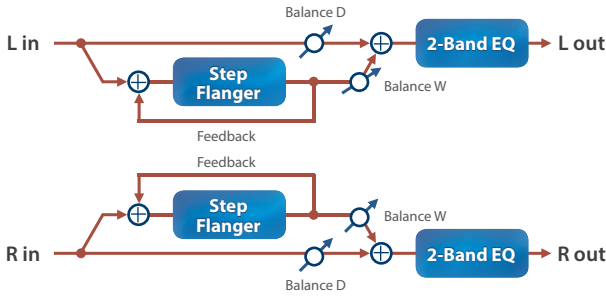 Balance D
L in
2-Band EQ
L out
Step
Flanger
Balance W
Feedback
Feedback
Step
Flanger
Balance W
R in
2-Band EQ
R out
Balance D